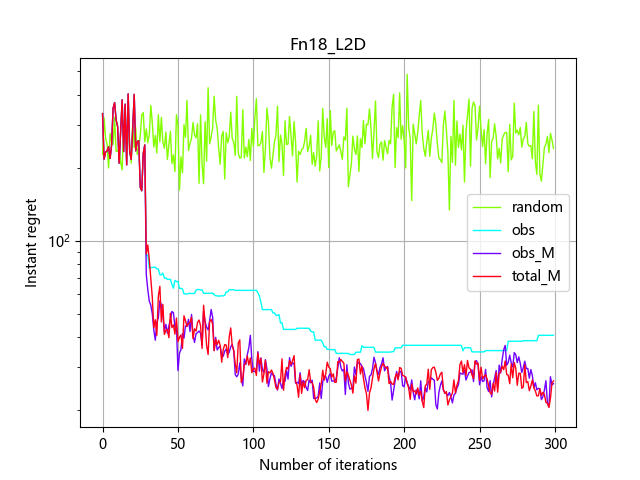 Fn18_L2D
Instant regret
10²
random
obs
obs_M
total_M
0 50 100 150 200 250 300
Number of iterations